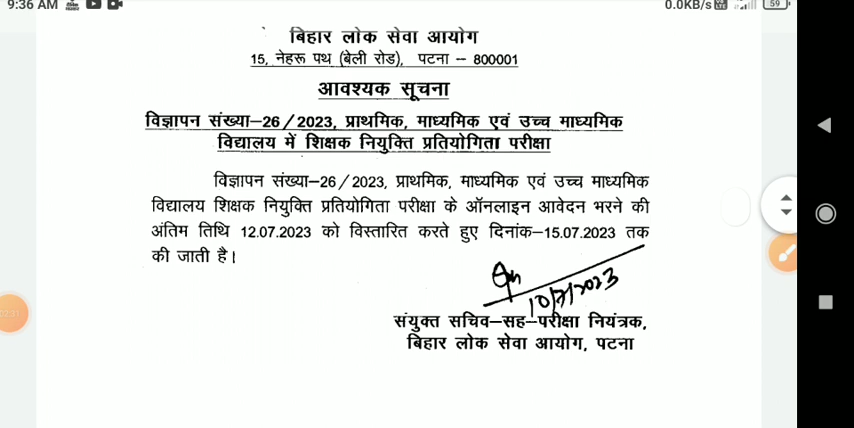 9:36 AM
0.0KB/s
59
बिहार लोक सेवा आयोग
15, नेहरू पथ (बेली रोड), पटना – 800001
आवश्यक सूचना
विज्ञापन संख्या–26/2023, प्राथमिक, माध्यमिक एवं उच्च माध्यमिक
विद्यालय में शिक्षक नियुक्ति प्रतियोगिता परीक्षा
विज्ञापन संख्या–26/2023, प्राथमिक, माध्यमिक एवं उच्च माध्यमिक
विद्यालय शिक्षक नियुक्ति प्रतियोगिता परीक्षा के ऑनलाइन आवेदन भरने की
अंतिम तिथि 12.07.2023 को विस्तारित करते हुए दिनांक–15.07.2023 तक
की जाती है।
10/7/2023
02:31
संयुक्त सचिव–सह–परीक्षा नियंत्रक,
बिहार लोक सेवा आयोग, पटना